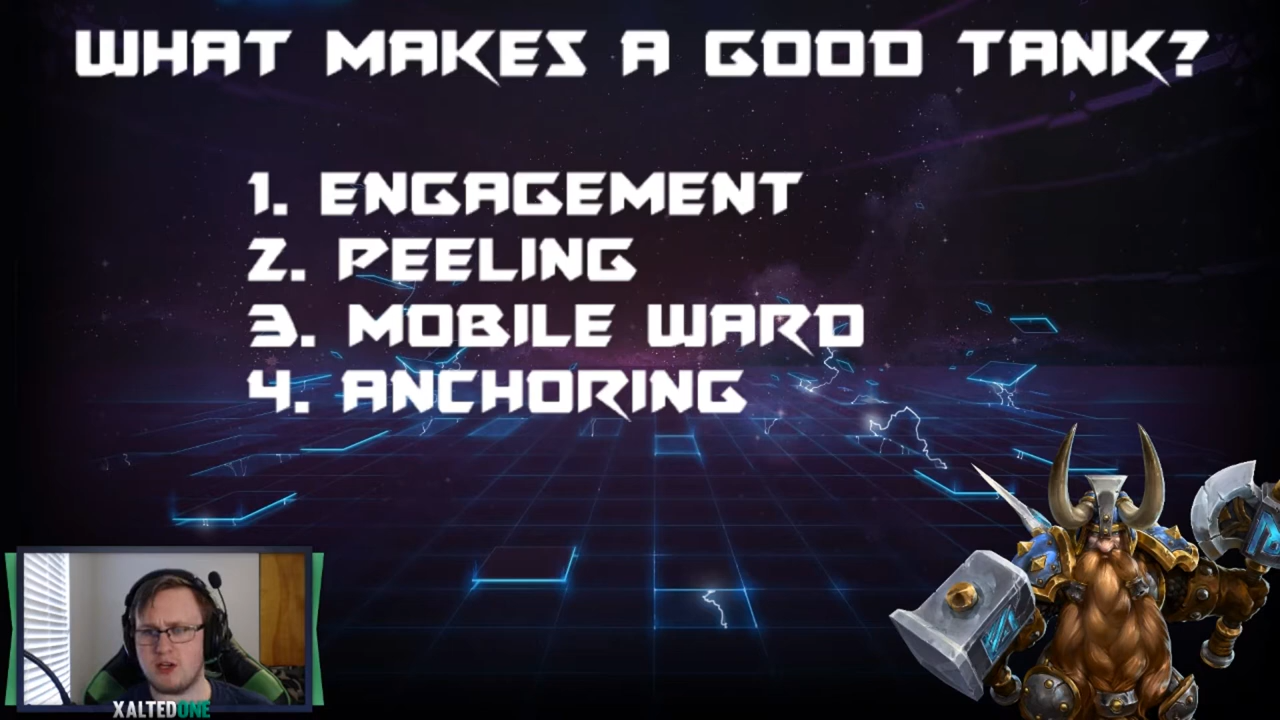 WHAT MAKES A GOOD TANK?
1. ENGAGEMENT
2. PEELING
3. MOBILE WARD
4. ANCHORING
XALTEDONE